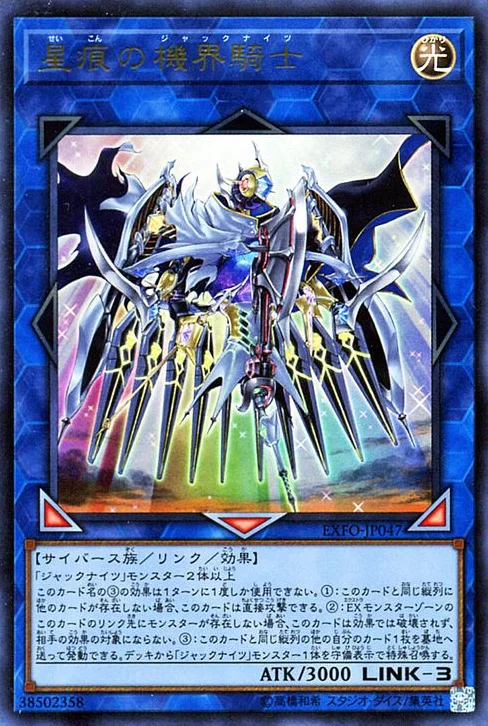 せいこん ジャックナイツ
星痕の機界騎士
ひかり
光
EXFO-JP047
【サイバース族／リンク／効果】
「ジャックナイツ」モンスター２体以上
このカード名の③の効果は１ターンに１度しか使用できない。①：このカードと同じ縦列に
他のカードが存在しない場合、このカードは直接攻撃できる。②：EXモンスターゾーンの
このカードのリンク先にモンスターが存在しない場合、このカードは効果では破壊されず、
相手の効果の対象にならない。③：このカードと同じ縦列の他の自分のカード１枚を墓地へ
送って発動できる。デッキから「ジャックナイツ」モンスター１体を守備表示で特殊召喚する。
ATK/3000 LINK-3
38502358 ©高橋和希 スタジオ・ダイス/集英社